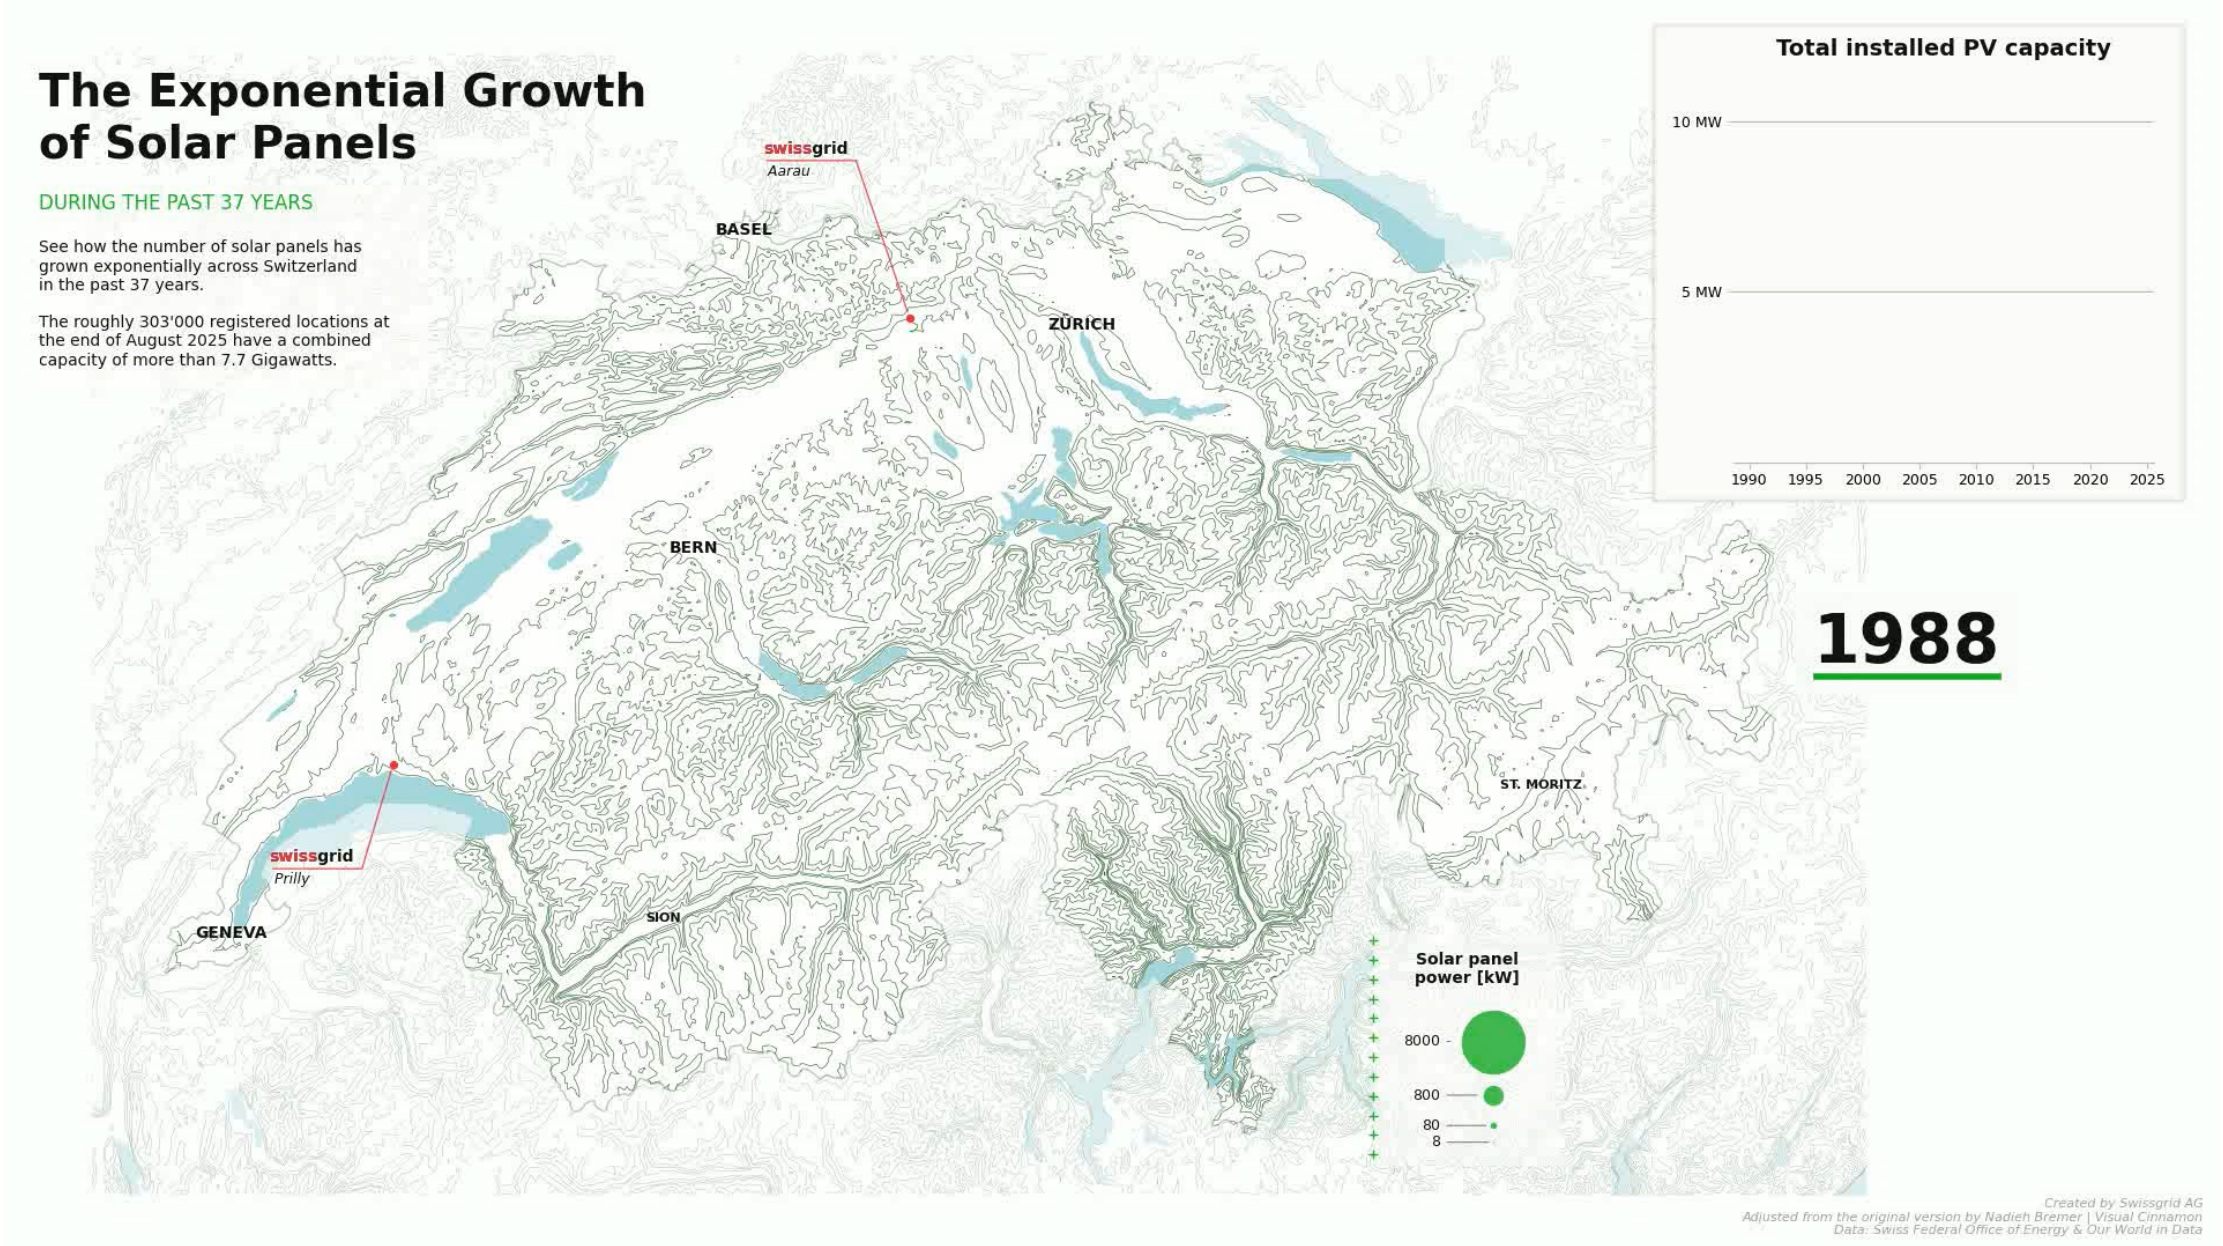 The Exponential Growth
of Solar Panels
DURING THE PAST 37 YEARS
See how the number of solar panels has
grown exponentially across Switzerland
in the past 37 years.
The roughly 303'000 registered locations at
the end of August 2025 have a combined
capacity of more than 7.7 Gigawatts.
swissgrid
Aarau
BASEL
ZÜRICH
BERN
ST. MORITZ
swissgrid
Prilly
SION
GENEVA
Total installed PV capacity
10 MW
5 MW
1990 1995 2000 2005 2010 2015 2020 2025
1988
Solar panel
power [kW]
8000
800
80
8
Created by Swissgrid AG
Adjusted from the original version by Nadieh Bremer | Visual Cinnamon
Data: Swiss Federal Office of Energy & Our World in Data